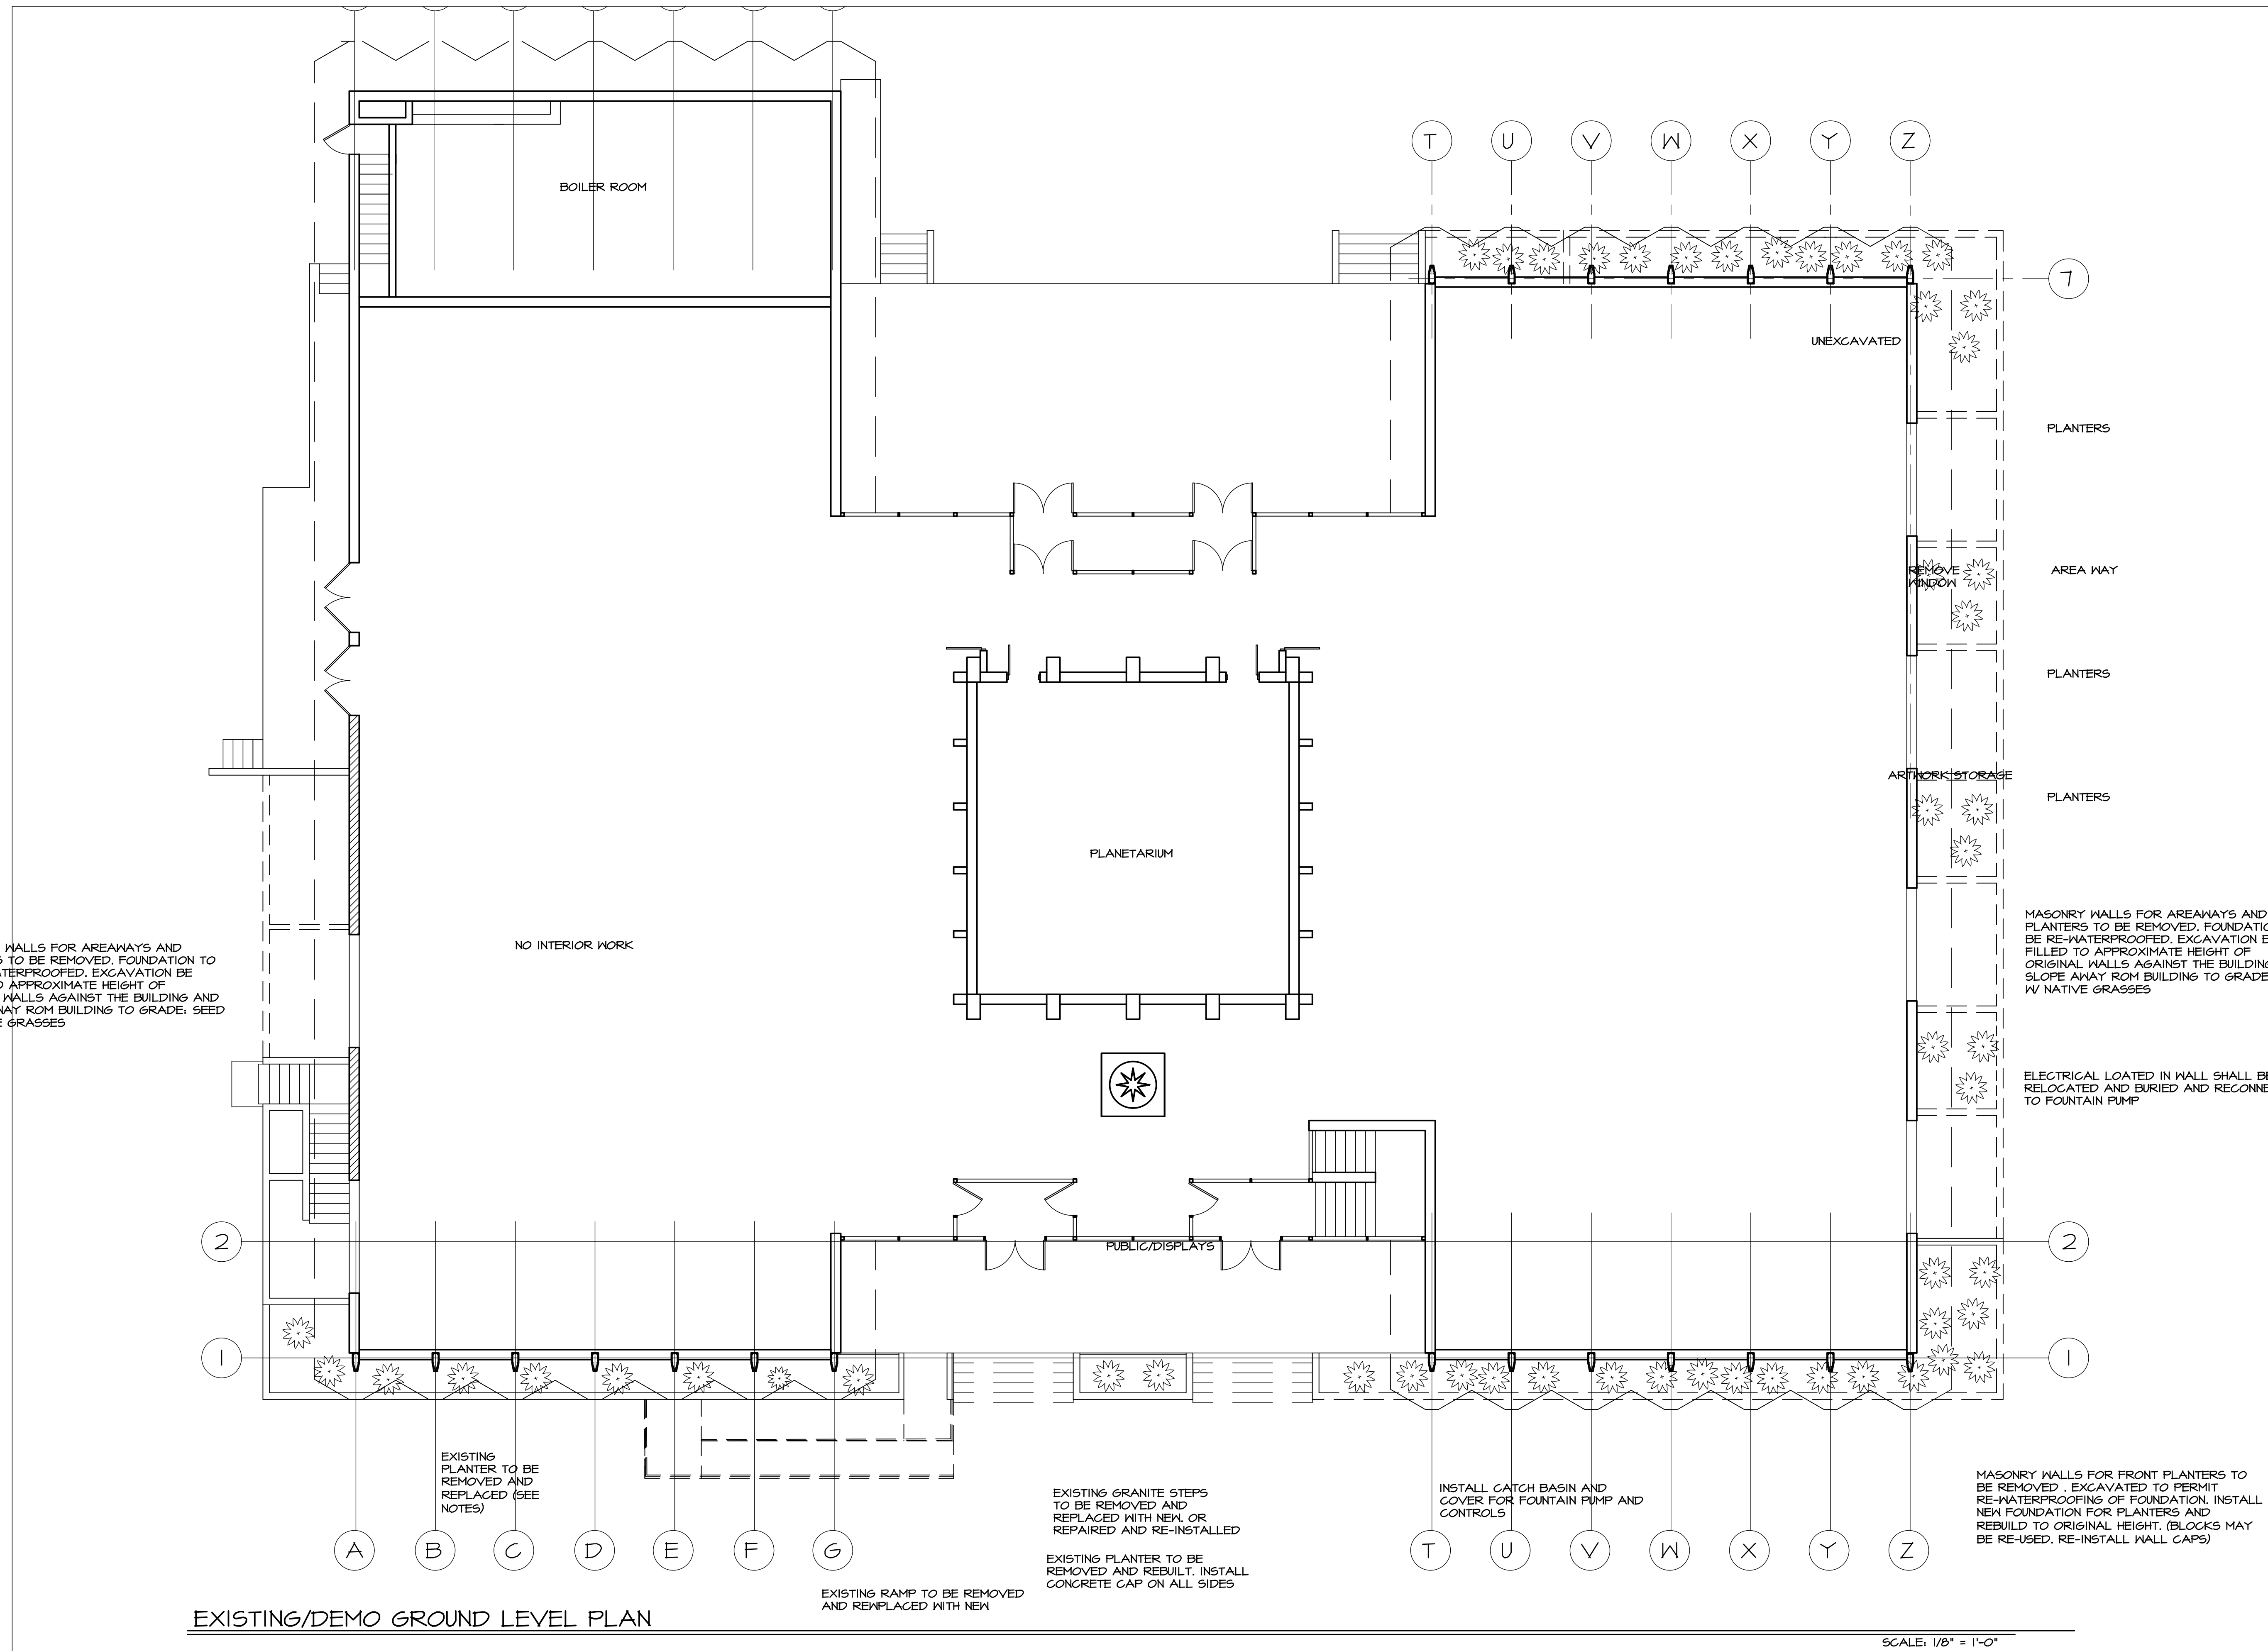 T U V W X Y Z
BOILER ROOM
7
UNEXCAVATED
PLANTERS
REMOVE
WINDOW
AREA WAY
PLANTERS
ARTWORK STORAGE
PLANTERS
PLANETARIUM
NO INTERIOR WORK
WALLS FOR AREAWAYS AND
TO BE REMOVED. FOUNDATION TO
BE
APPROXIMATE HEIGHT OF
WALLS AGAINST THE BUILDING AND
ROM BUILDING TO GRADE; SEED
GRASSES
MASONRY WALLS FOR AREAWAYS AND
PLANTERS TO BE REMOVED. FOUNDATIO
BE RE-WATERPROOFED. EXCAVATION B
FILLED TO APPROXIMATE HEIGHT OF
ORIGINAL WALLS AGAINST THE BUILDING
SLOPE AWAY ROM BUILDING TO GRADE
W/ NATIVE GRASSES
ELECTRICAL LOATED IN WALL SHALL BE
RELOCATED AND BURIED AND RECONNE
TO FOUNTAIN PUMP
2
PUBLIC/DISPLAYS
2
1
1
EXISTING
PLANTER TO BE
REMOVED AND
REPLACED (SEE
NOTES)
EXISTING GRANITE STEPS
TO BE REMOVED AND
REPLACED WITH NEW. OR
REPAIRED AND RE-INSTALLED
INSTALL CATCH BASIN AND
COVER FOR FOUNTAIN PUMP AND
CONTROLS
MASONRY WALLS FOR FRONT PLANTERS TO
BE REMOVED . EXCAVATED TO PERMIT
RE-WATERPROOFING OF FOUNDATION. INSTALL
NEW FOUNDATION FOR PLANTERS AND
REBUILD TO ORIGINAL HEIGHT. (BLOCKS MAY
BE RE-USED. RE-INSTALL WALL CAPS)
A B C D E F G
T U V W X Y Z
EXISTING PLANTER TO BE
REMOVED AND REBUILT. INSTALL
CONCRETE CAP ON ALL SIDES
EXISTING RAMP TO BE REMOVED
AND REWPLACED WITH NEW
EXISTING/DEMO GROUND LEVEL PLAN
SCALE: 1/8" = 1'-0"